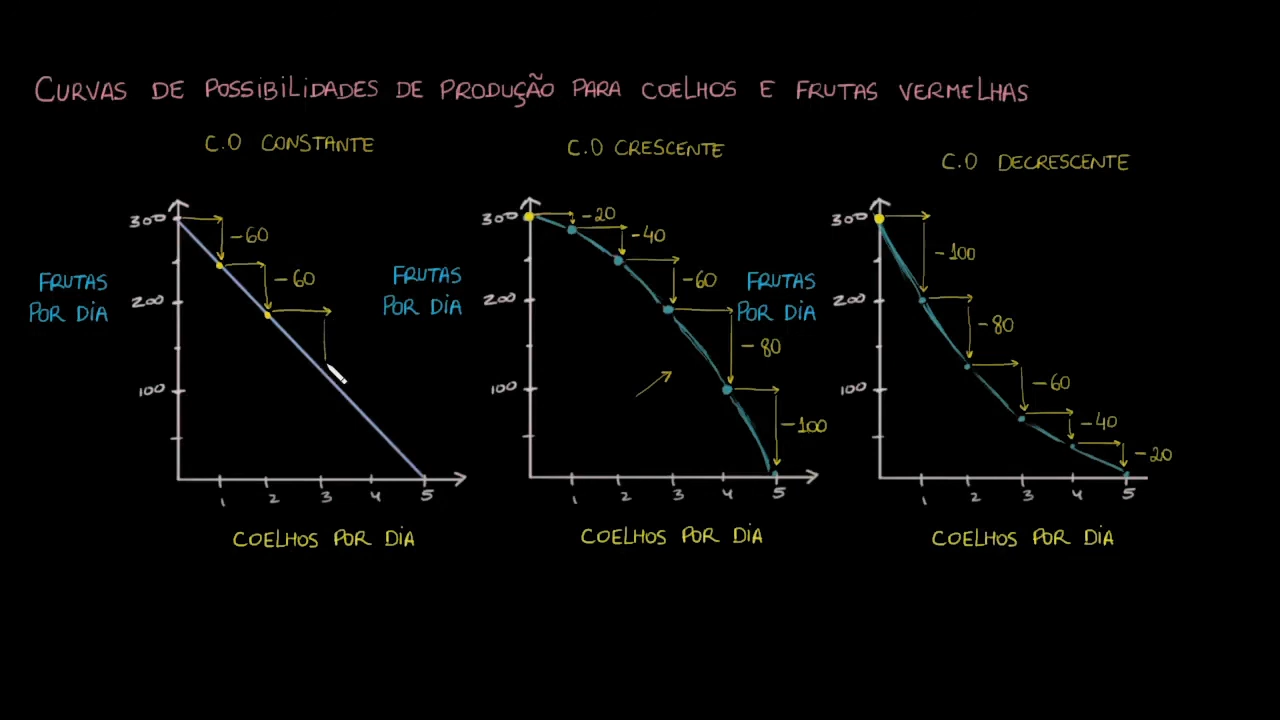 CURVAS DE POSSIBILIDADES DE PRODUÇÃO PARA COELHOS E FRUTAS VERMELHAS
C.O CONSTANTE
300
-60
-60
FRUTAS
POR DIA
200
100
1 2 3 4 5
COELHOS POR DIA
C.O CRESCENTE
300
-20
-40
-60
-80
-100
FRUTAS
POR DIA
200
100
1 2 3 4 5
COELHOS POR DIA
C.O DECRESCENTE
300
-100
-80
-60
-40
-20
FRUTAS
POR DIA
200
100
1 2 3 4 5
COELHOS POR DIA